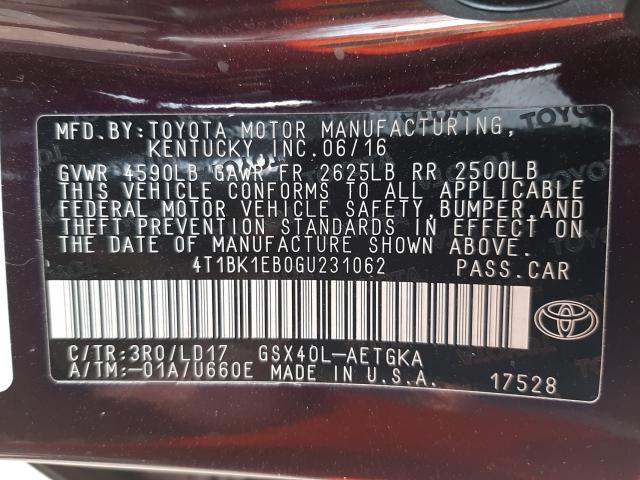 MFD.BY:TOYOTA MOTOR MANUFACTURING,
KENTUCKY, INC.06/16
GVWR 4590LB GAWR FR 2625LB RR 2500LB
THIS VEHICLE CONFORMS TO ALL APPLICABLE
FEDERAL MOTOR VEHICLE SAFETY,BUMPER,AND
THEFT PREVENTION STANDARDS IN EFFECT ON
THE DATE OF MANUFACTURE SHOWN ABOVE.
4T1BK1EB0GU231062 PASS.CAR
C/TR:3R0/LD17 GSX40L-AETGKA
A/TM:-01A/U660E MADE IN U.S.A. 17528